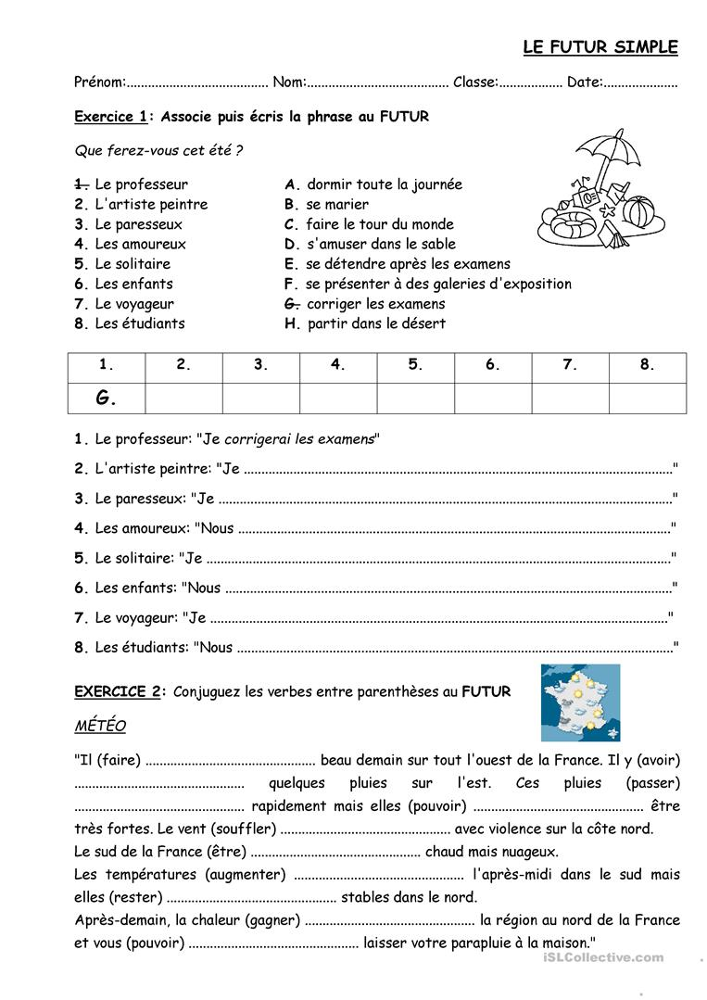 LE FUTUR SIMPLE
Prénom:........................................ Nom:........................................ Classe:.................. Date:.....................
Exercice 1: Associe puis écris la phrase au FUTUR
Que ferez-vous cet été ?
1. Le professeur A. dormir toute la journée
2. L'artiste peintre B. se marier
3. Le paresseux C. faire le tour du monde
4. Les amoureux D. s'amuser dans le sable
5. Le solitaire E. se détendre après les examens
6. Les enfants F. se présenter à des galeries d'exposition
7. Le voyageur G. corriger les examens
8. Les étudiants H. partir dans le désert
1. 2. 3. 4. 5. 6. 7. 8.
G.
1. Le professeur: "Je corrigerai les examens"
2. L'artiste peintre: "Je ........................................................................................................................"
3. Le paresseux: "Je ..............................................................................................................................."
4. Les amoureux: "Nous ........................................................................................................................."
5. Le solitaire: "Je .................................................................................................................................."
6. Les enfants: "Nous ............................................................................................................................."
7. Le voyageur: "Je ................................................................................................................................"
8. Les étudiants: "Nous .........................................................................................................................."
EXERCICE 2: Conjuguez les verbes entre parenthèses au FUTUR
MÉTÉO
"Il (faire) ................................................ beau demain sur tout l'ouest de la France. Il y (avoir)
................................................ quelques pluies sur l'est. Ces pluies (passer)
................................................ rapidement mais elles (pouvoir) ................................................ être
très fortes. Le vent (souffler) ................................................ avec violence sur la côte nord.
Le sud de la France (être) ................................................ chaud mais nuageux.
Les températures (augmenter) ................................................ l'après-midi dans le sud mais
elles (rester) ................................................ stables dans le nord.
Après-demain, la chaleur (gagner) ................................................ la région au nord de la France
et vous (pouvoir) ................................................ laisser votre parapluie à la maison."
iSLCollective.com